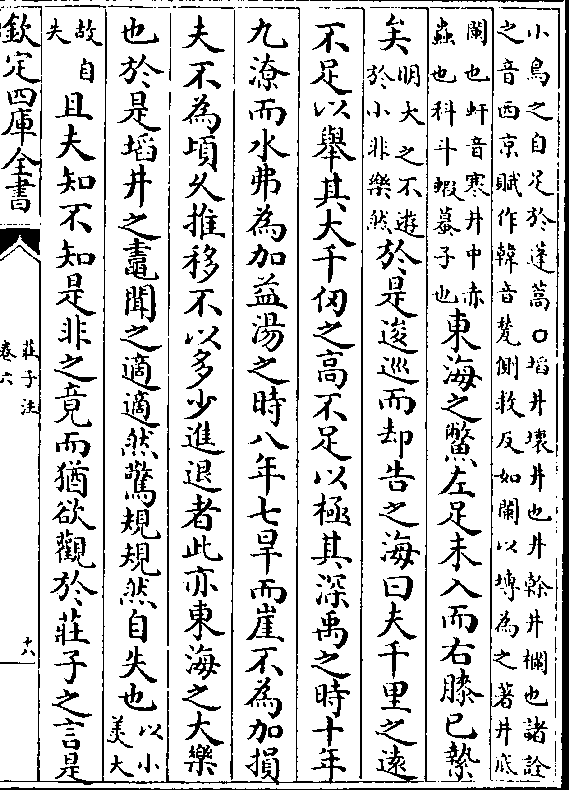 小鳥之自足於蓬蒿○埳井壞井也井榦井欄也諸詮
之音西京賦作韓音甃側救反如闌以塼為之著井底
闌也虷音寒井中赤
蟲也科斗蝦蟇子也
東海之鱉左足未入而右膝已縶
矣
明大之不遊
於小非樂然
於是逡巡而却告之海曰夫千里之逺
不足以舉其大千仞之高不足以極其深禹之時十年
九潦而水弗為加益湯之時八年七旱而崖不為加損
夫不為頃久推移不以多少進退者此亦東海之大樂
也於是埳井之鼃聞之適適然驚規規然自失也
以小
美大
故自
失
且夫知不知是非之竟而猶欲觀於莊子之言是
欽定四庫全書
莊子注
卷六
十八